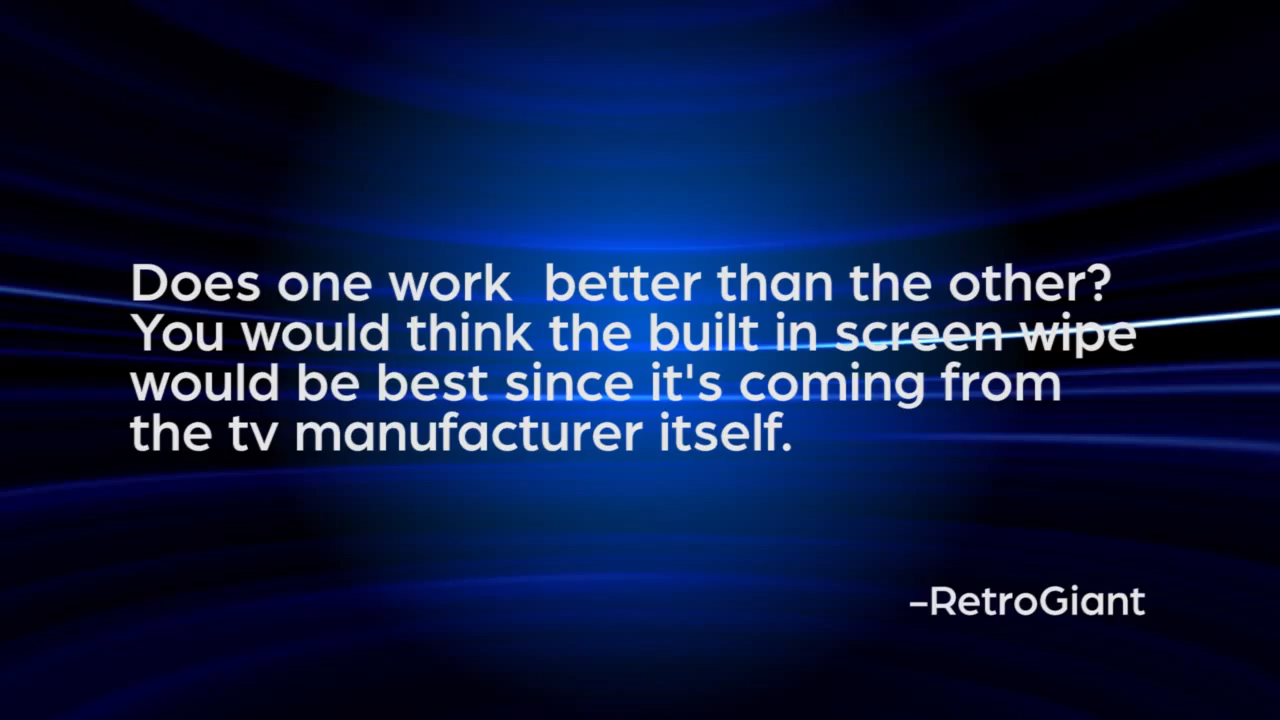 Does one work  better than the other?
You would think the built in screen wipe
would be best since it's coming from
the tv manufacturer itself.
–RetroGiant